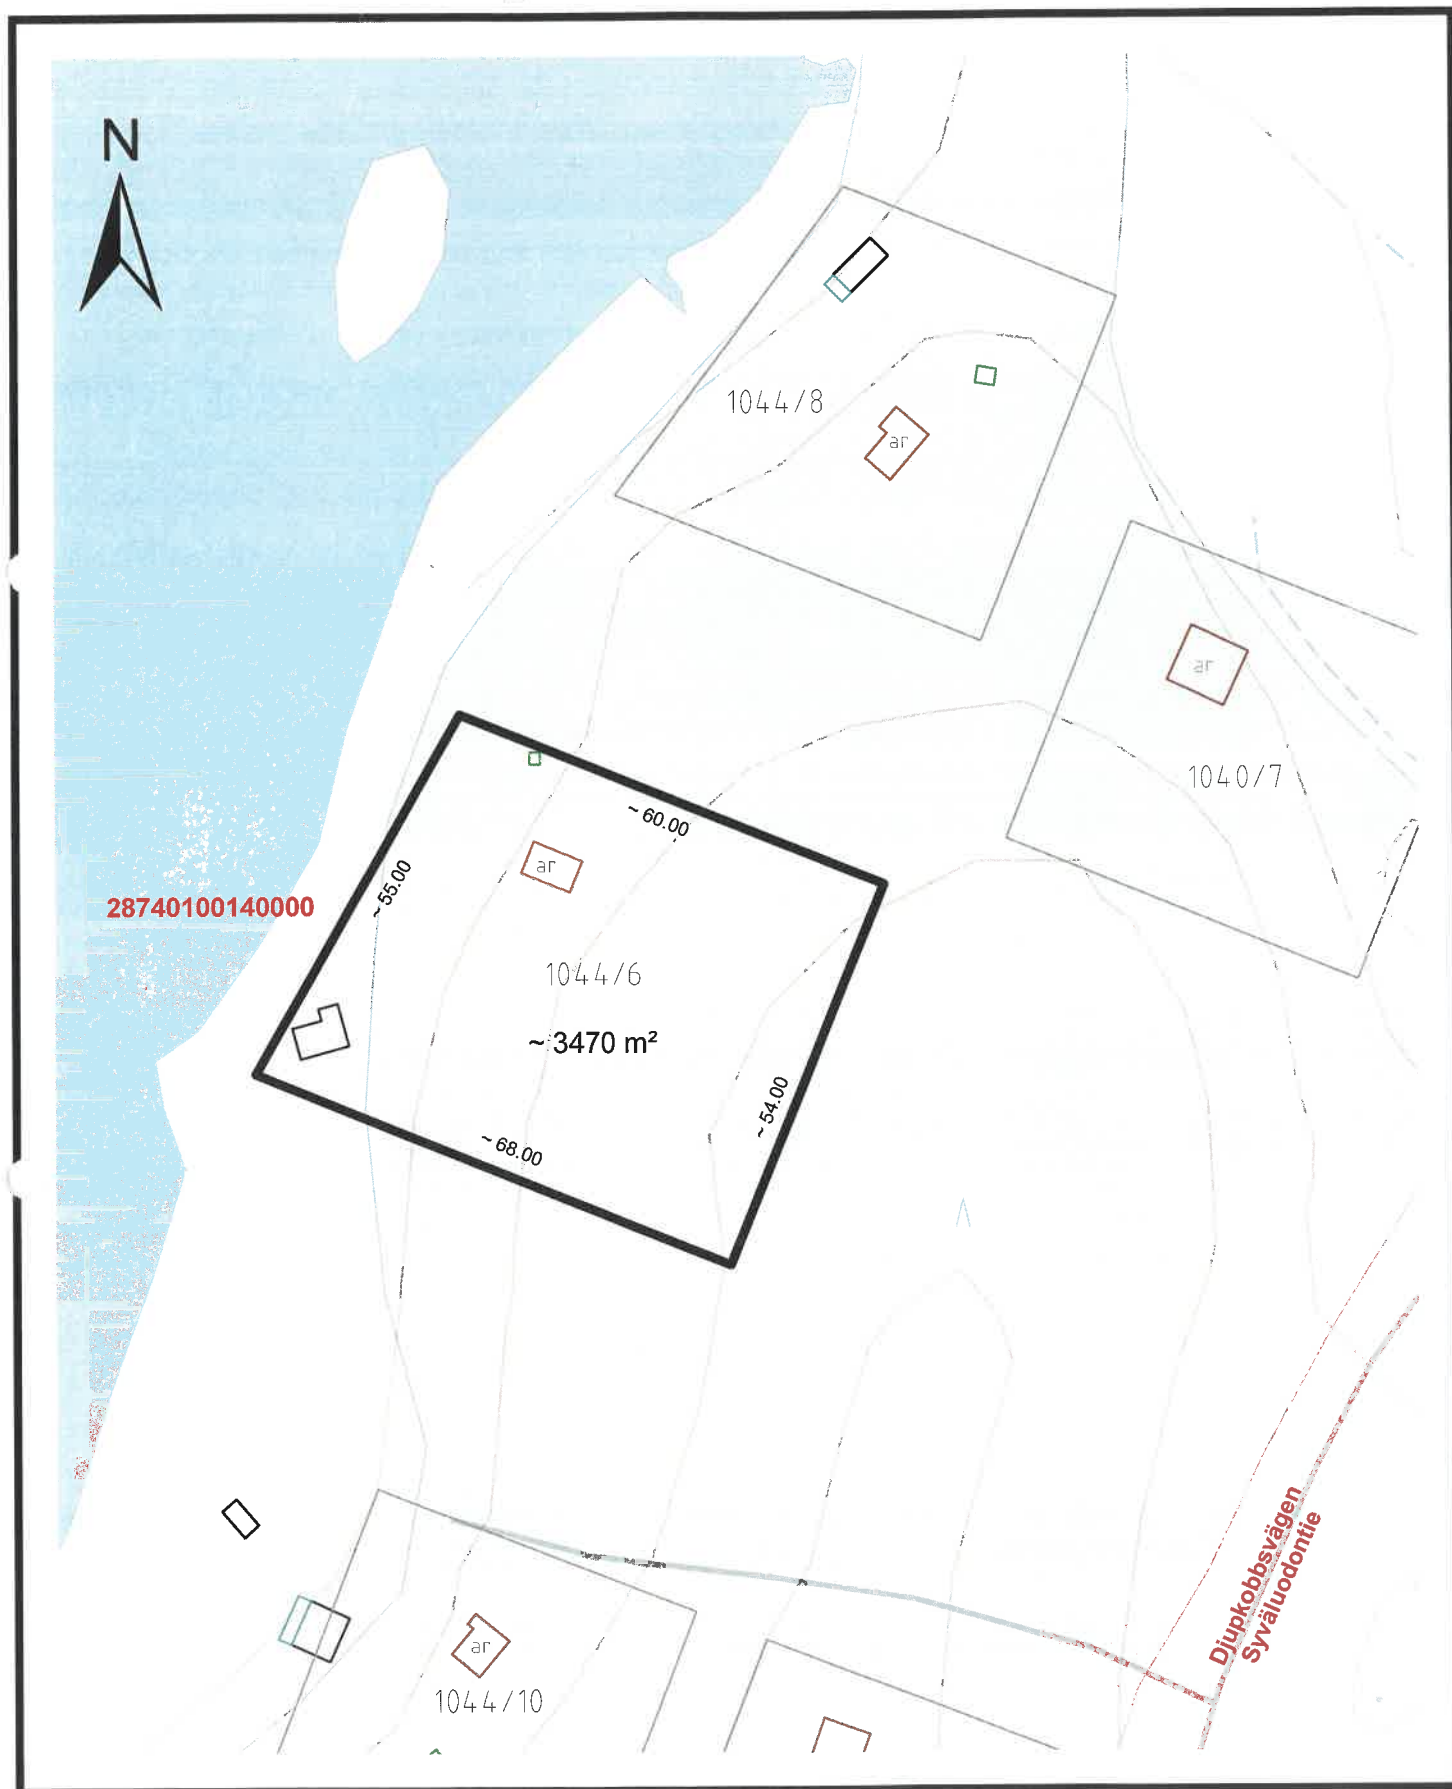 N
1044/8
ar
ar
1040/7
~ 60.00
ar
~ 55.00
28740100140000
1044/6
~ 3470 m²
~ 54.00
~ 68.00
Djupkobbsvägen
Syväluodontie
ar
1044/10